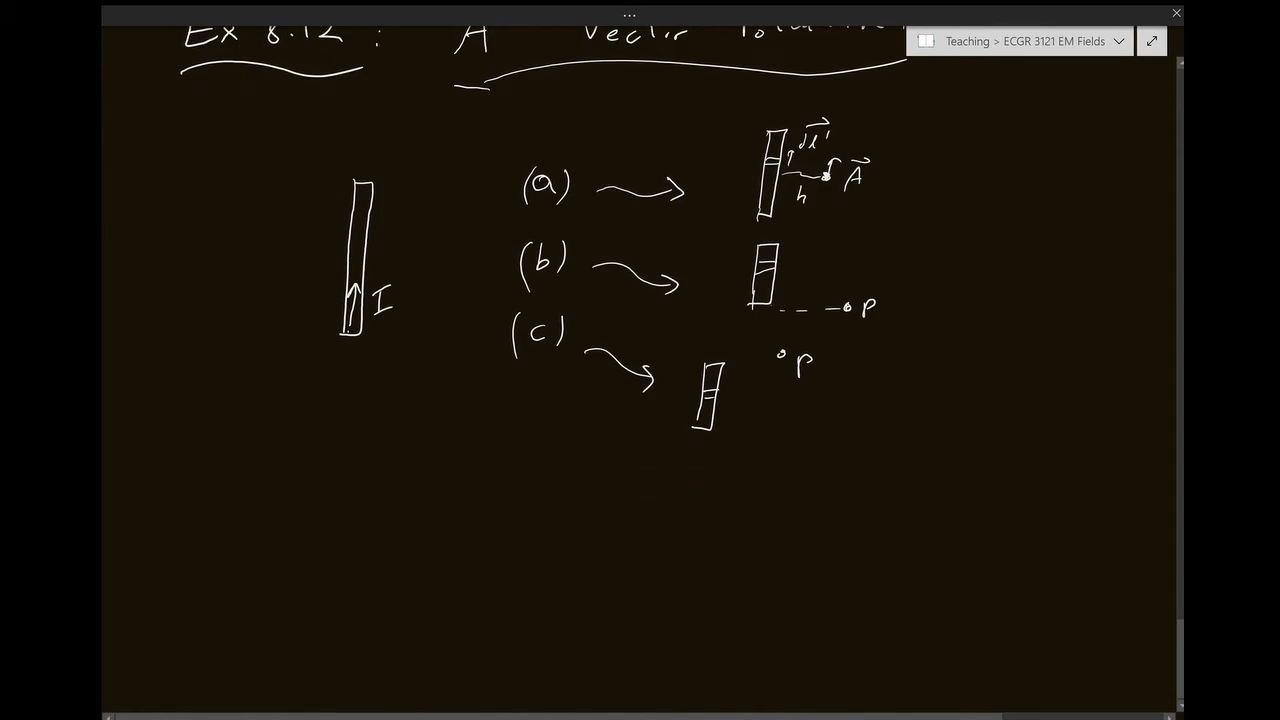 ...
Teaching > ECGR 3121 EM Fields
Ex 8.12 : A Vector
(a) dl⃗' h A⃗
(b) P
I
(c) P